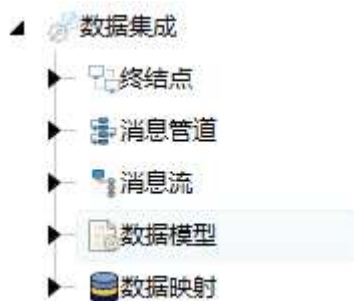 数据集成
终结点
消息管道
消息流
数据模型
数据映射